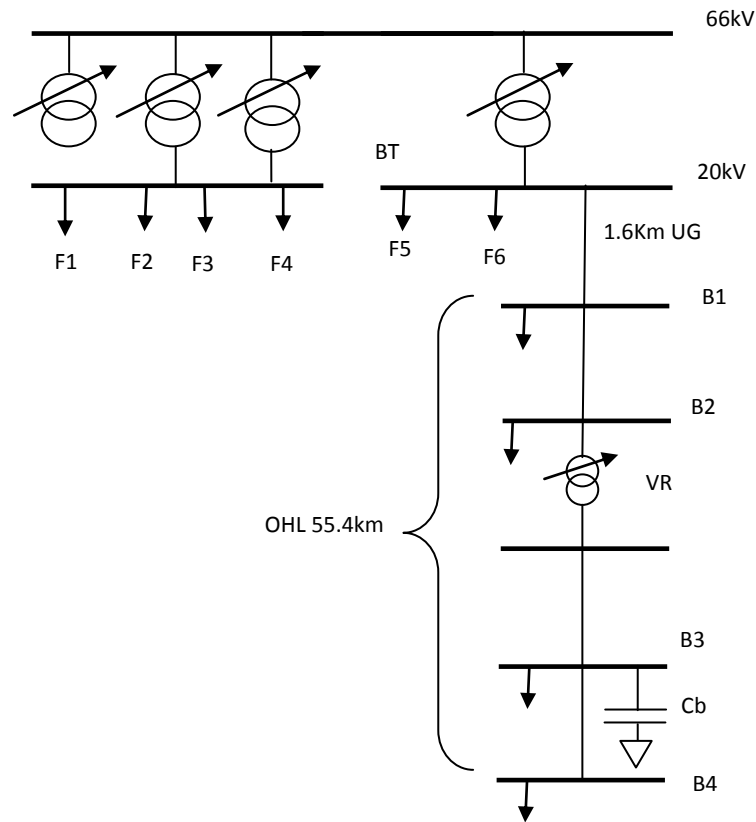 66kV
BT
20kV
F1
F2
F3
F4
F5
F6
1.6Km UG
B1
B2
VR
OHL 55.4km
B3
Cb
B4